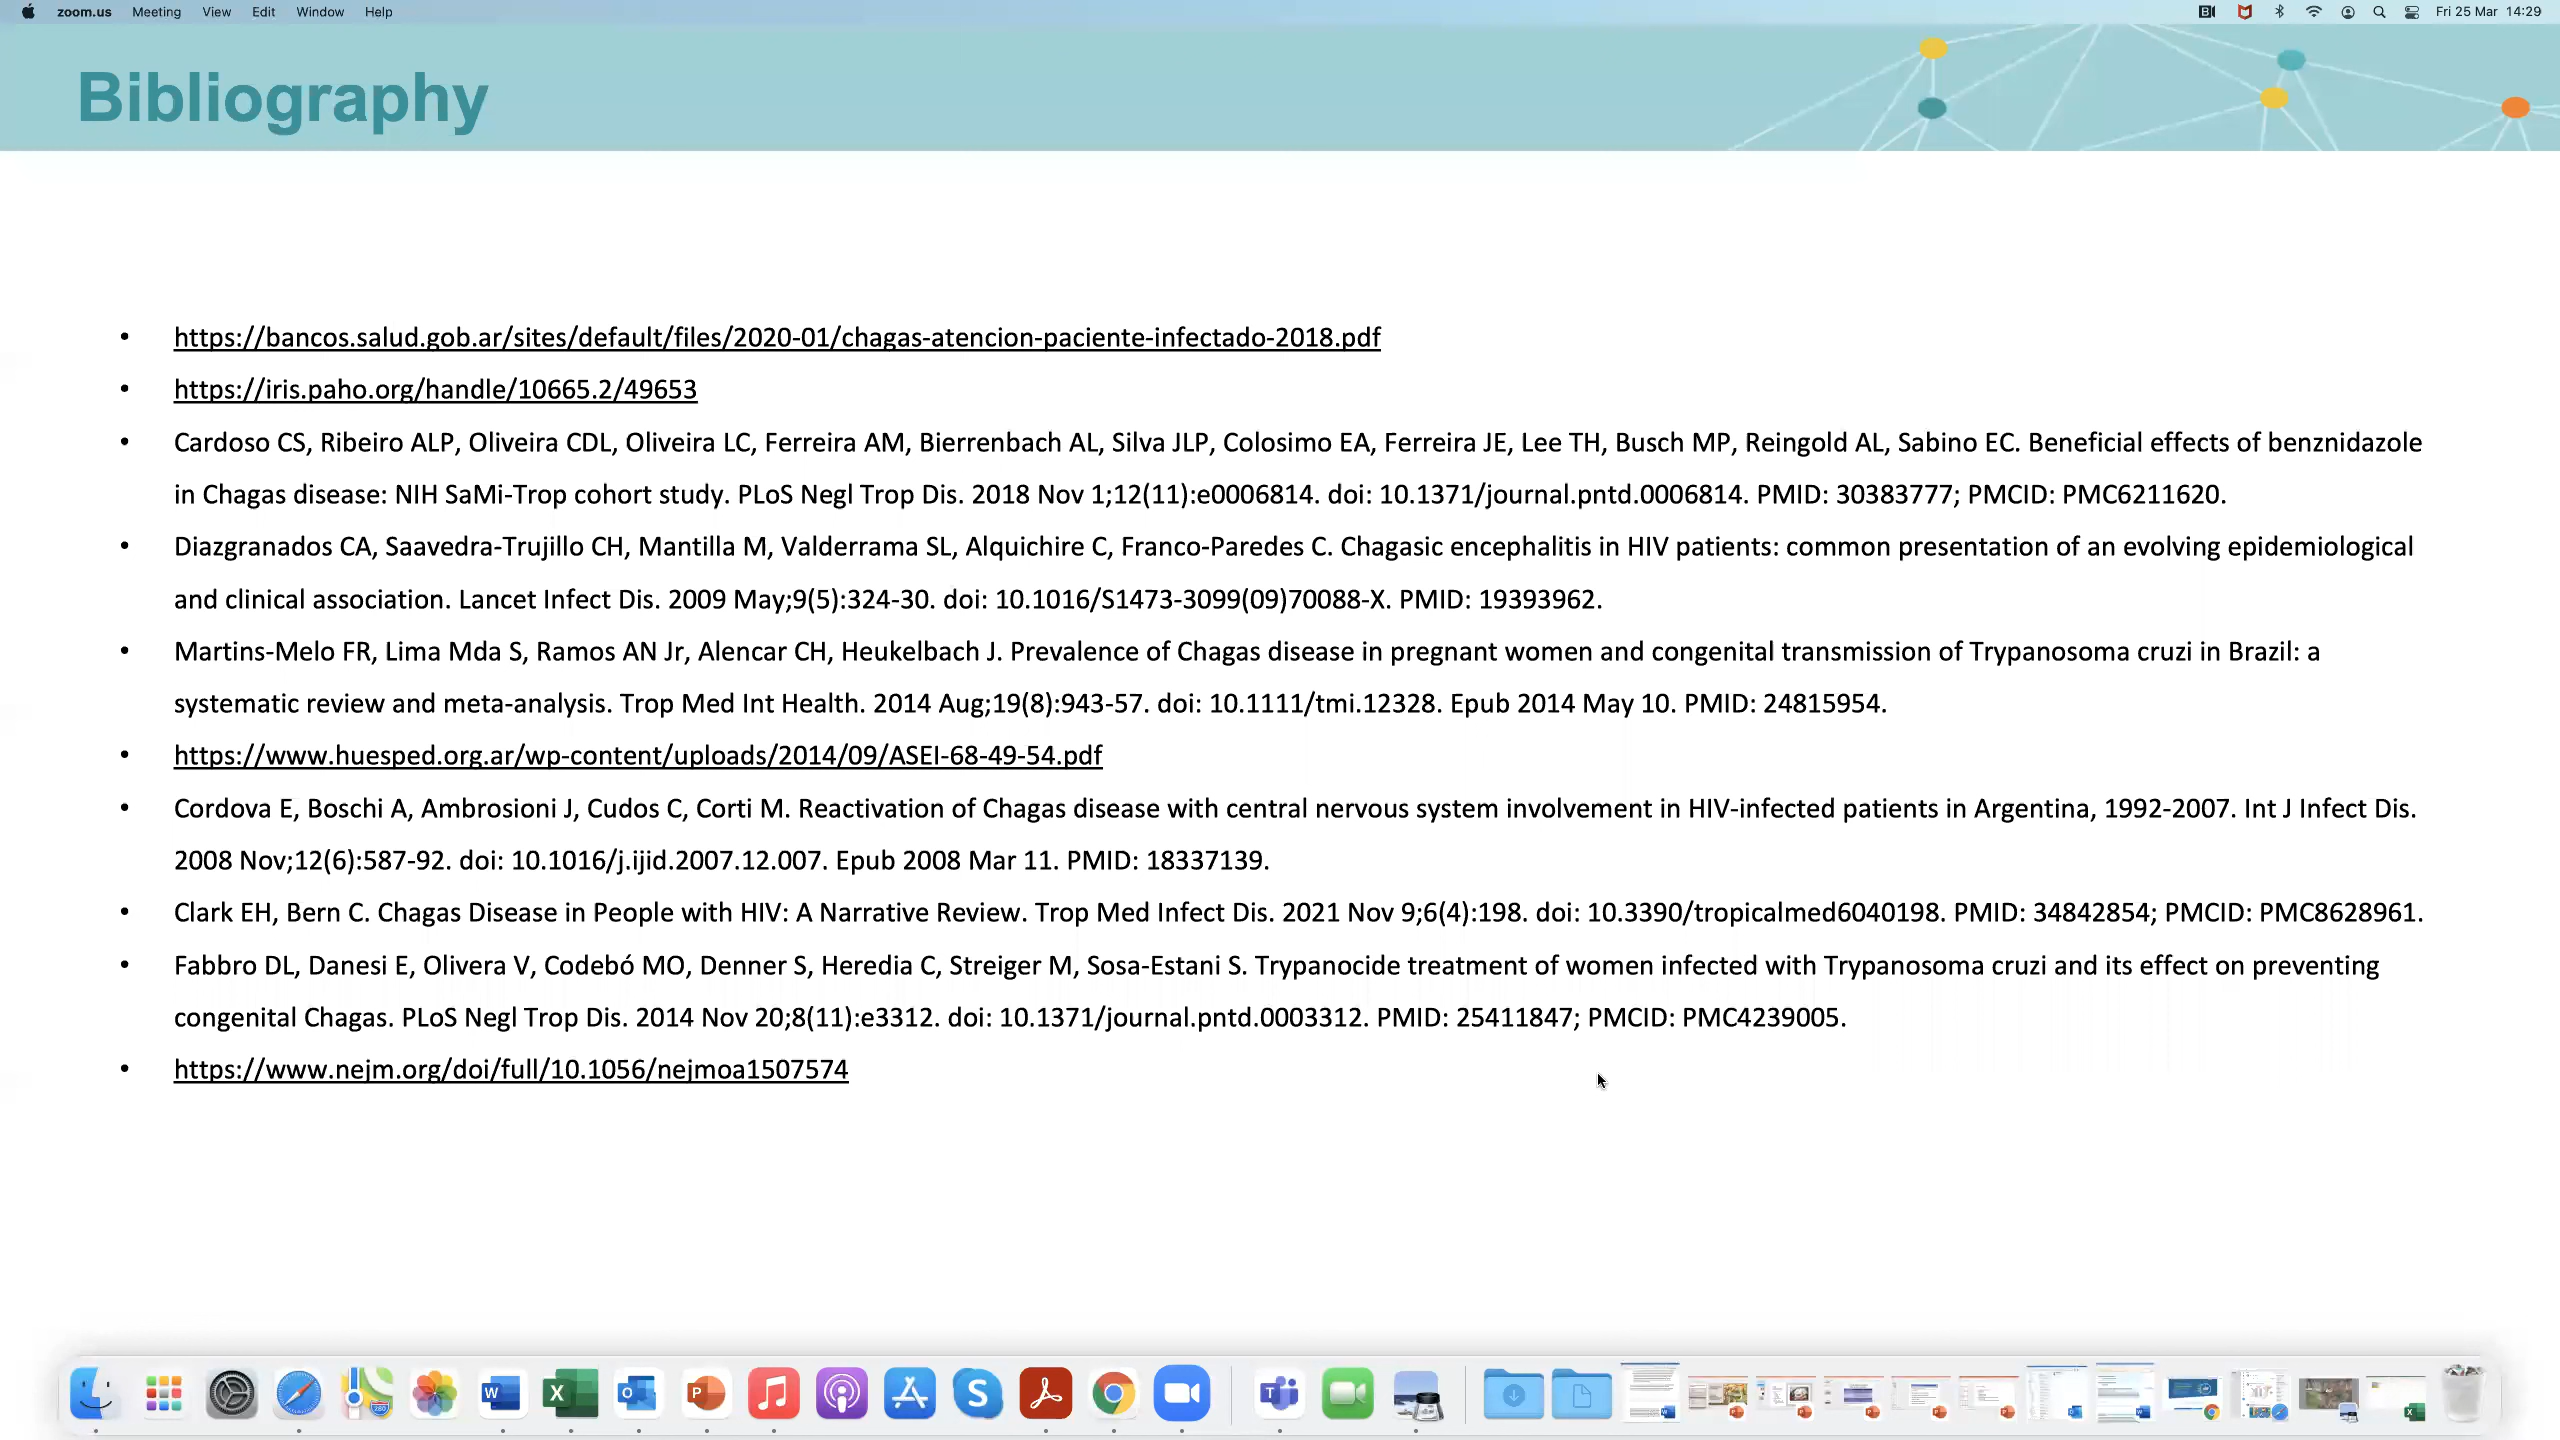 zoom.us Meeting View Edit Window Help Fri 25 Mar 14:29
Bibliography
• https://bancos.salud.gob.ar/sites/default/files/2020-01/chagas-atencion-paciente-infectado-2018.pdf
• https://iris.paho.org/handle/10665.2/49653
• Cardoso CS, Ribeiro ALP, Oliveira CDL, Oliveira LC, Ferreira AM, Bierrenbach AL, Silva JLP, Colosimo EA, Ferreira JE, Lee TH, Busch MP, Reingold AL, Sabino EC. Beneficial effects of benznidazole
in Chagas disease: NIH SaMi-Trop cohort study. PLoS Negl Trop Dis. 2018 Nov 1;12(11):e0006814. doi: 10.1371/journal.pntd.0006814. PMID: 30383777; PMCID: PMC6211620.
• Diazgranados CA, Saavedra-Trujillo CH, Mantilla M, Valderrama SL, Alquichire C, Franco-Paredes C. Chagasic encephalitis in HIV patients: common presentation of an evolving epidemiological
and clinical association. Lancet Infect Dis. 2009 May;9(5):324-30. doi: 10.1016/S1473-3099(09)70088-X. PMID: 19393962.
• Martins-Melo FR, Lima Mda S, Ramos AN Jr, Alencar CH, Heukelbach J. Prevalence of Chagas disease in pregnant women and congenital transmission of Trypanosoma cruzi in Brazil: a
systematic review and meta-analysis. Trop Med Int Health. 2014 Aug;19(8):943-57. doi: 10.1111/tmi.12328. Epub 2014 May 10. PMID: 24815954.
• https://www.huesped.org.ar/wp-content/uploads/2014/09/ASEI-68-49-54.pdf
• Cordova E, Boschi A, Ambrosioni J, Cudos C, Corti M. Reactivation of Chagas disease with central nervous system involvement in HIV-infected patients in Argentina, 1992-2007. Int J Infect Dis.
2008 Nov;12(6):587-92. doi: 10.1016/j.ijid.2007.12.007. Epub 2008 Mar 11. PMID: 18337139.
• Clark EH, Bern C. Chagas Disease in People with HIV: A Narrative Review. Trop Med Infect Dis. 2021 Nov 9;6(4):198. doi: 10.3390/tropicalmed6040198. PMID: 34842854; PMCID: PMC8628961.
• Fabbro DL, Danesi E, Olivera V, Codebó MO, Denner S, Heredia C, Streiger M, Sosa-Estani S. Trypanocide treatment of women infected with Trypanosoma cruzi and its effect on preventing
congenital Chagas. PLoS Negl Trop Dis. 2014 Nov 20;8(11):e3312. doi: 10.1371/journal.pntd.0003312. PMID: 25411847; PMCID: PMC4239005.
• https://www.nejm.org/doi/full/10.1056/nejmoa1507574